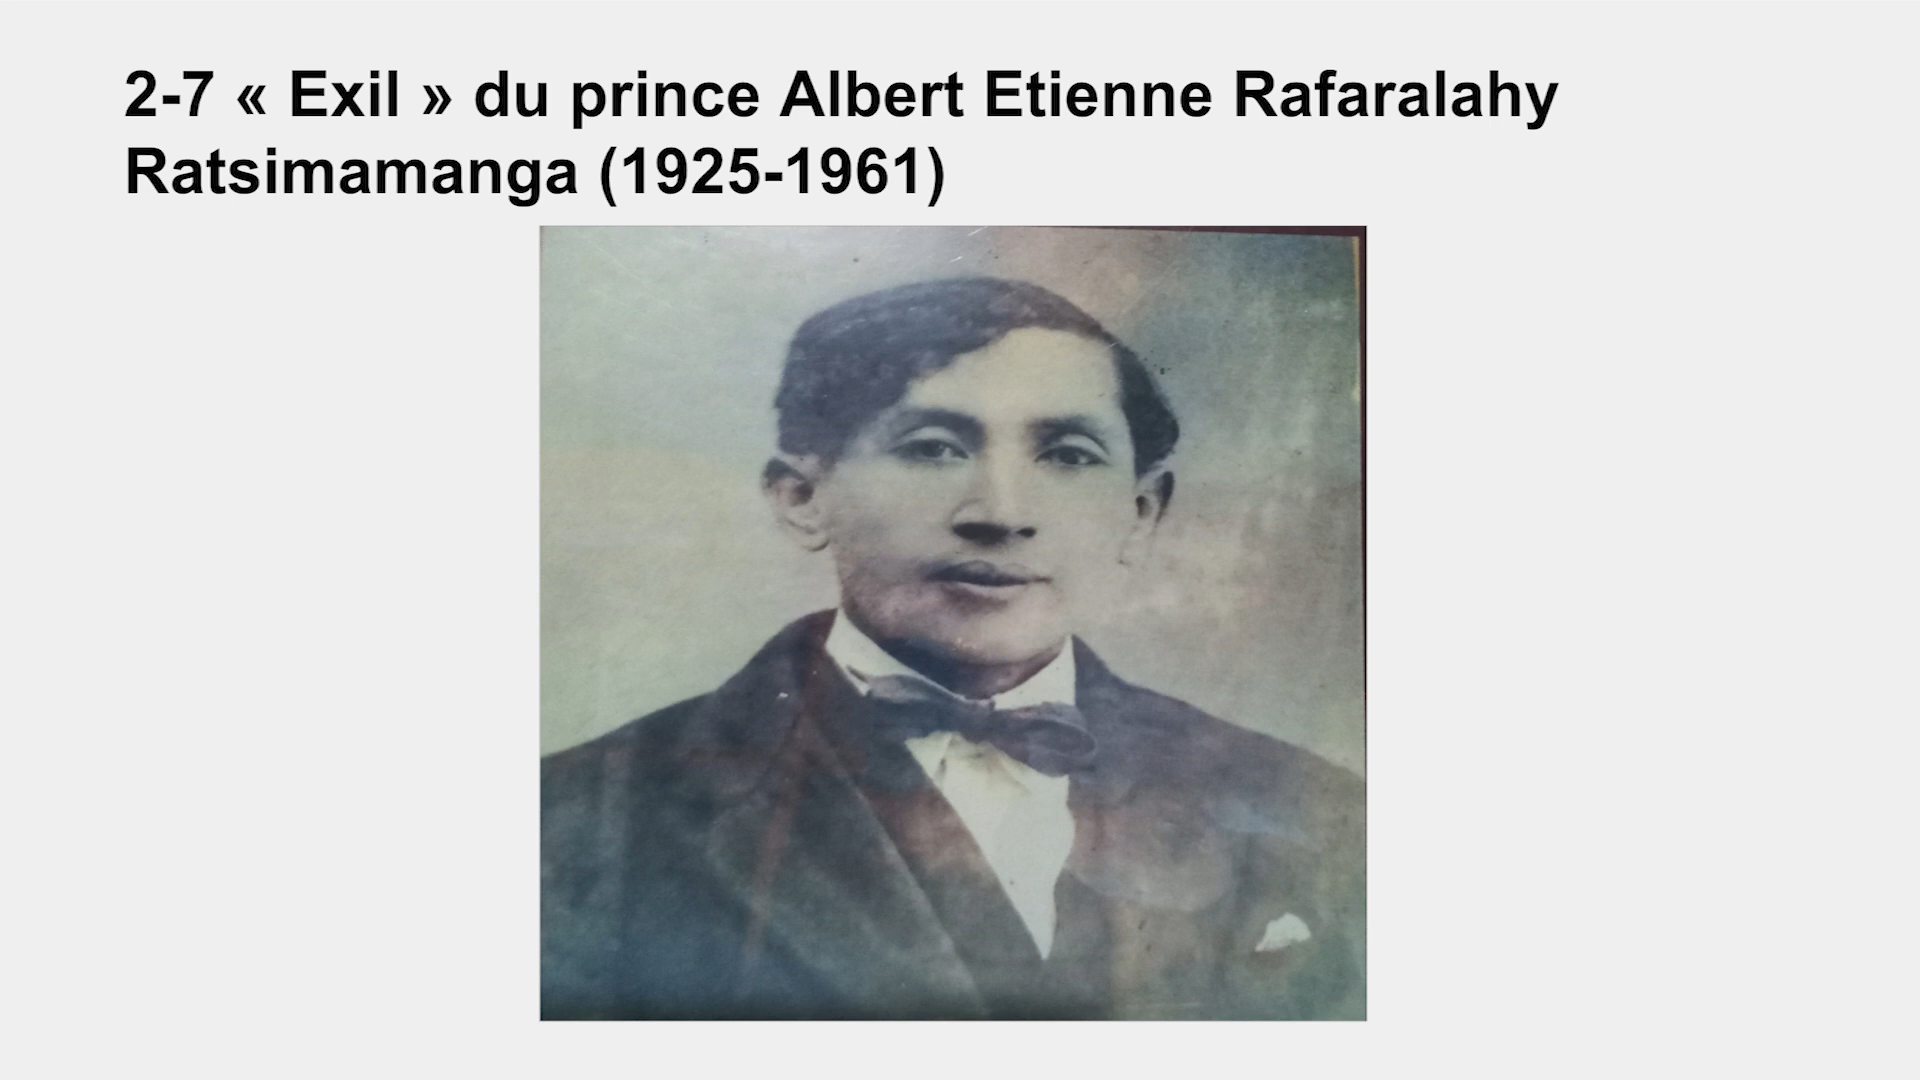 2-7 « Exil » du prince Albert Etienne Rafaralahy
Ratsimamanga (1925-1961)